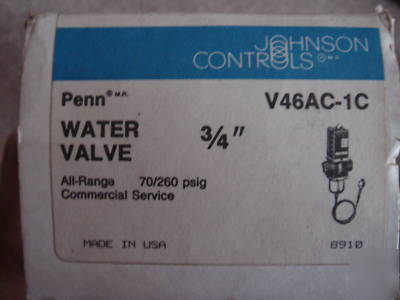 JOHNSON
CONTROLS ® M.R.
Penn ® M.R.
V46AC-1C
WATER
VALVE
3/4"
All-Range 70/260 psig
Commercial Service
MADE IN USA
8910